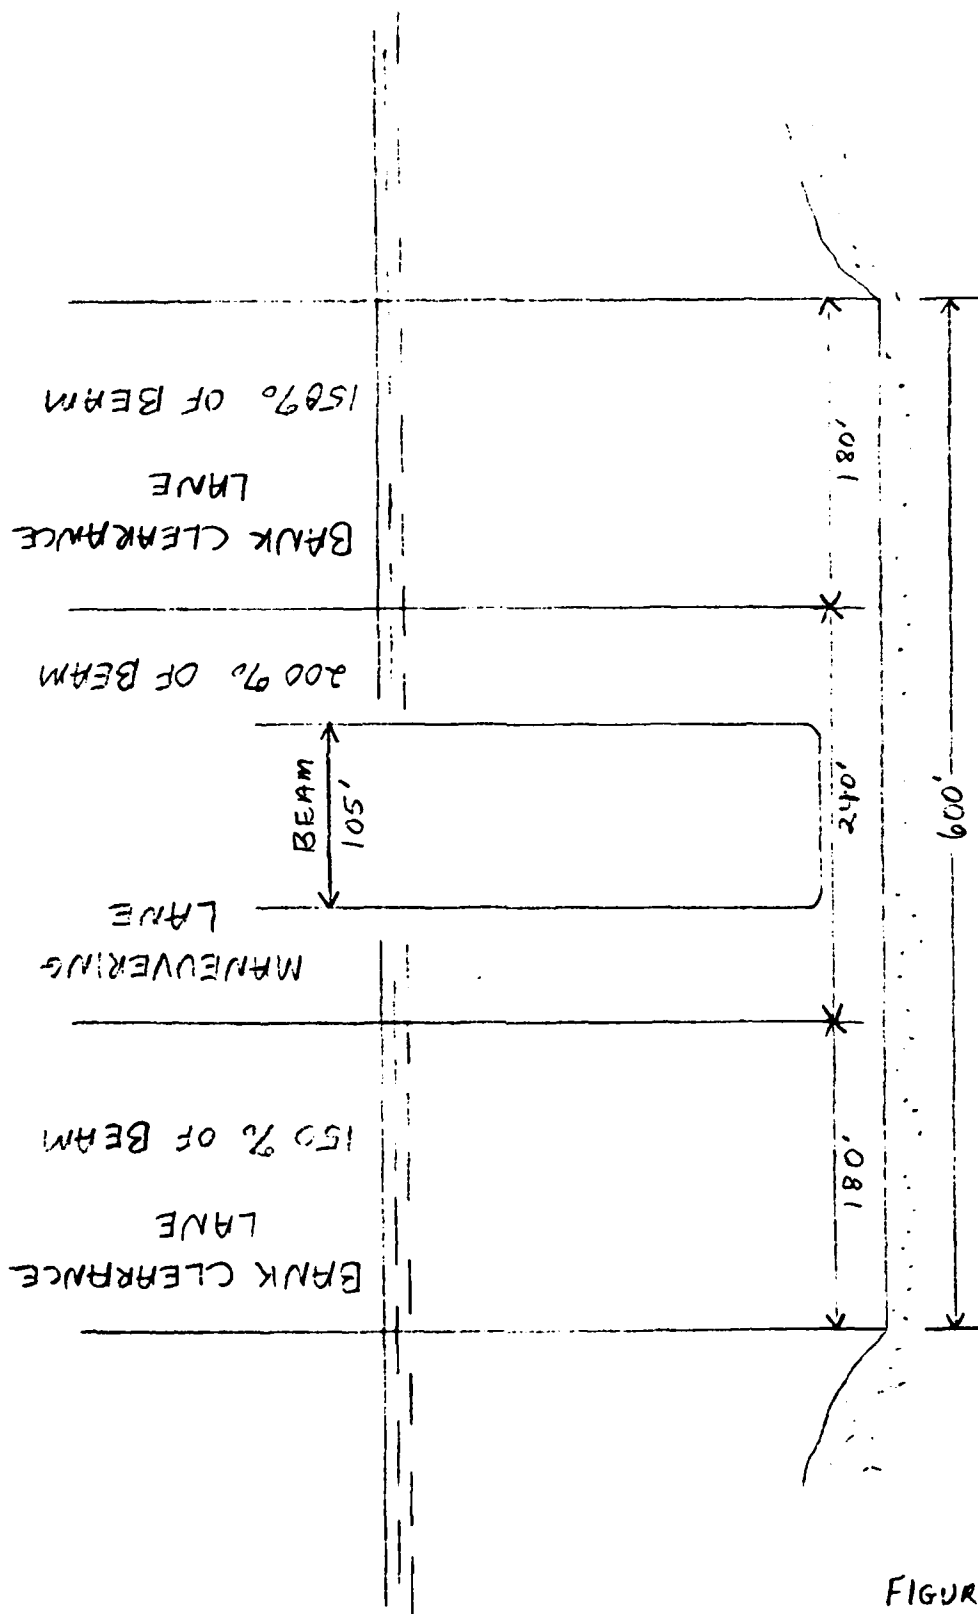 BANK CLEARANCE
LANE
150% OF BEAM
MANEUVERING
LANE
200% OF BEAM
BANK CLEARANCE
LANE
150% OF BEAM
BEAM
105'
180'
240'
180'
600'
FIGUR